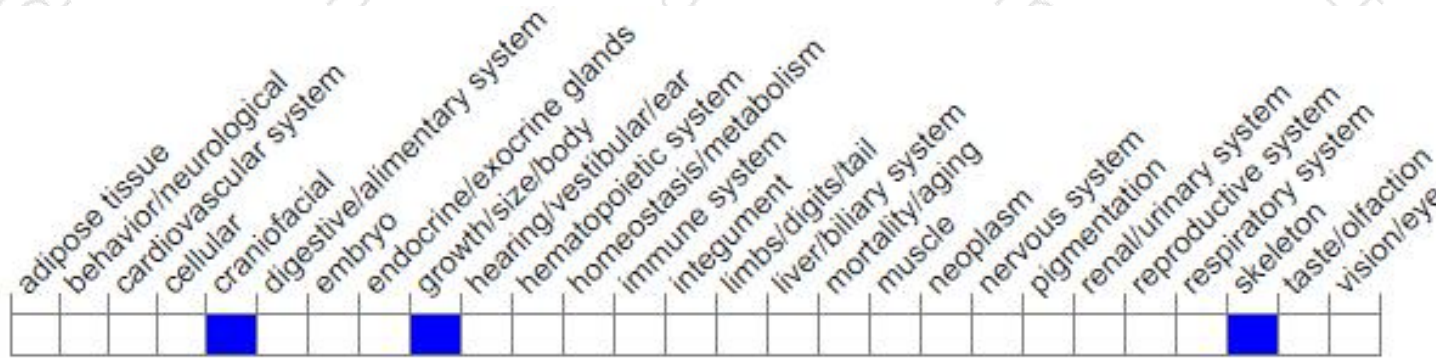 adipose tissue
behavior/neurological
cardiovascular system
cellular
craniofacial
digestive/alimentary system
embryo
endocrine/exocrine glands
growth/size/body
hearing/vestibular/ear
hematopoietic system
homeostasis/metabolism
immune system
integument
limbs/digits/tail
liver/biliary system
mortality/aging
muscle
neoplasm
nervous system
pigmentation
renal/urinary system
reproductive system
respiratory system
skeleton
taste/olfaction
vision/eye